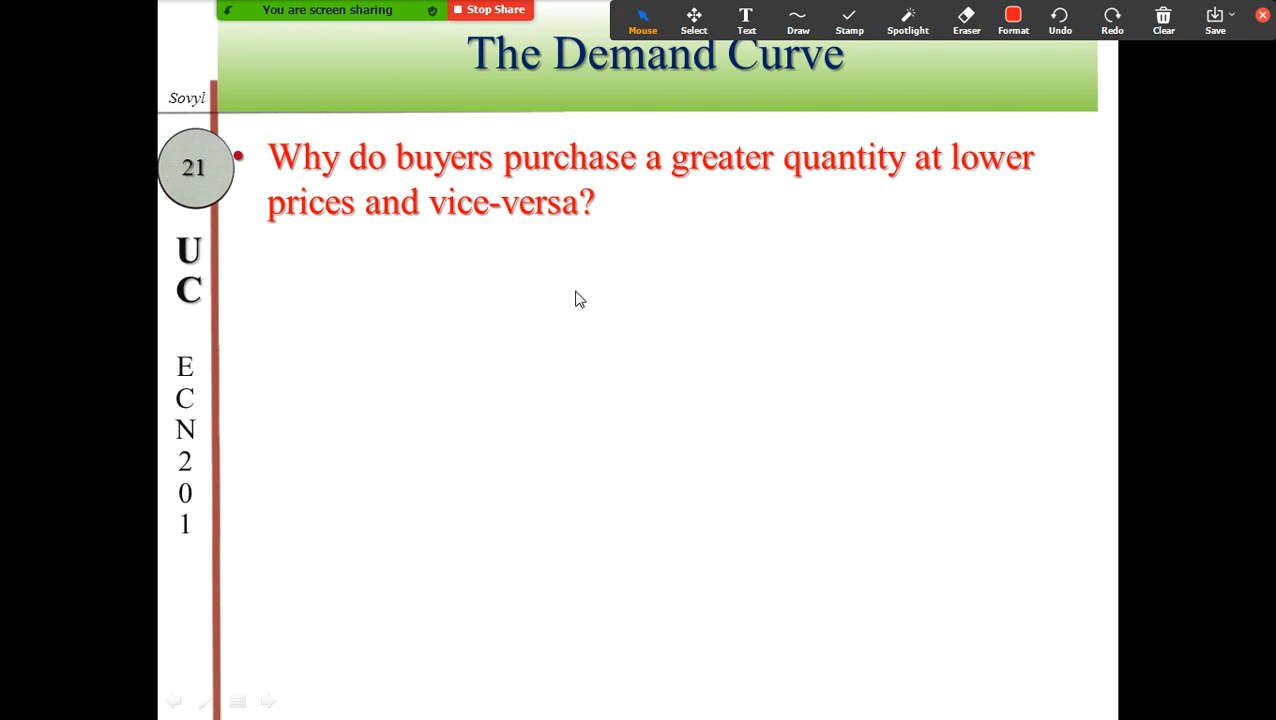 You are screen sharing
Stop Share
Mouse
Select
Text
Draw
Stamp
Spotlight
Eraser
Format
Undo
Redo
Clear
Save
The Demand Curve
Sovyl
21
• Why do buyers purchase a greater quantity at lower
prices and vice-versa?
U
C
E
C
N
2
0
1